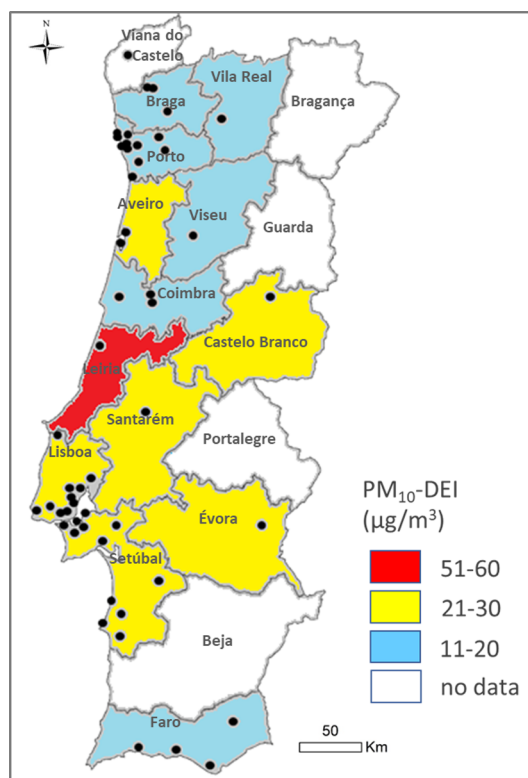 N
Viana do
Castelo
Vila Real
Bragança
Braga
Porto
Aveiro
Viseu
Guarda
Coimbra
Castelo Branco
Leiria
Santarém
Portalegre
Lisboa
Évora
Setúbal
Beja
Faro
PM10-DEI
(µg/m³)
51-60
21-30
11-20
no data
50
Km